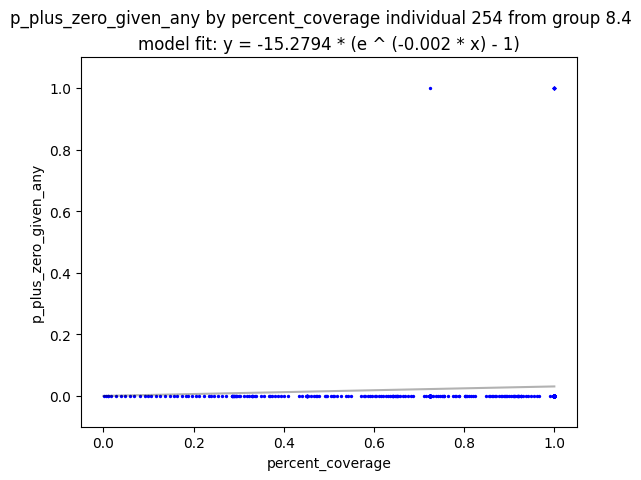 p_plus_zero_given_any by percent_coverage individual 254 from group 8.4
model fit: y = -15.2794 * (e ^ (-0.002 * x) - 1)
1.0
0.8
0.6
0.4
0.2
0.0
p_plus_zero_given_any
0.0 0.2 0.4 0.6 0.8 1.0
percent_coverage